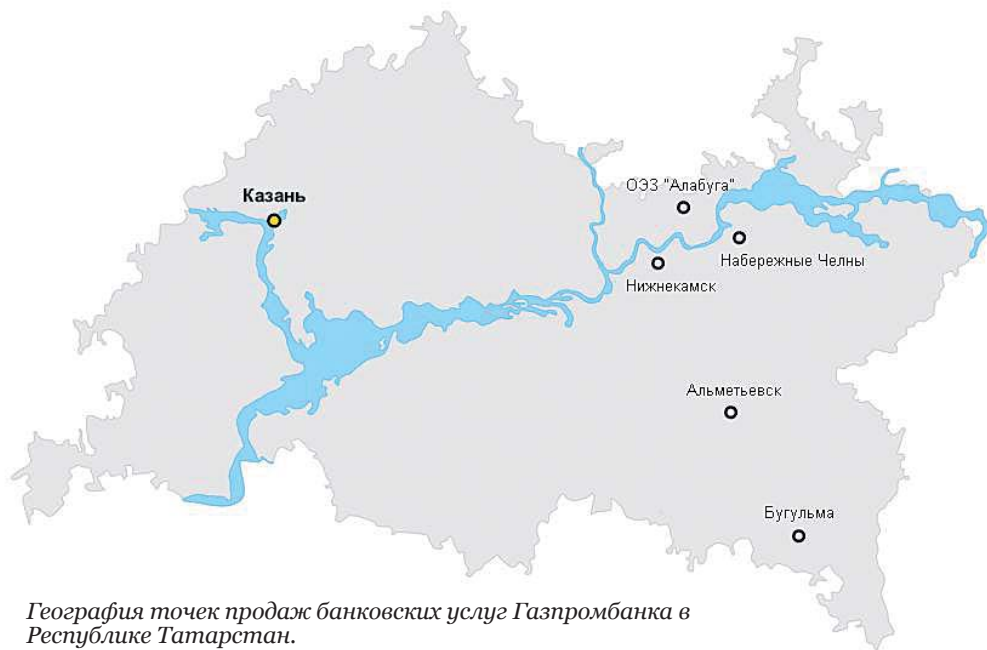 Казань
ОЭЗ "Алабуга"
Набережные Челны
Нижнекамск
Альметьевск
Бугульма
География точек продаж банковских услуг Газпромбанка в
Республике Татарстан.